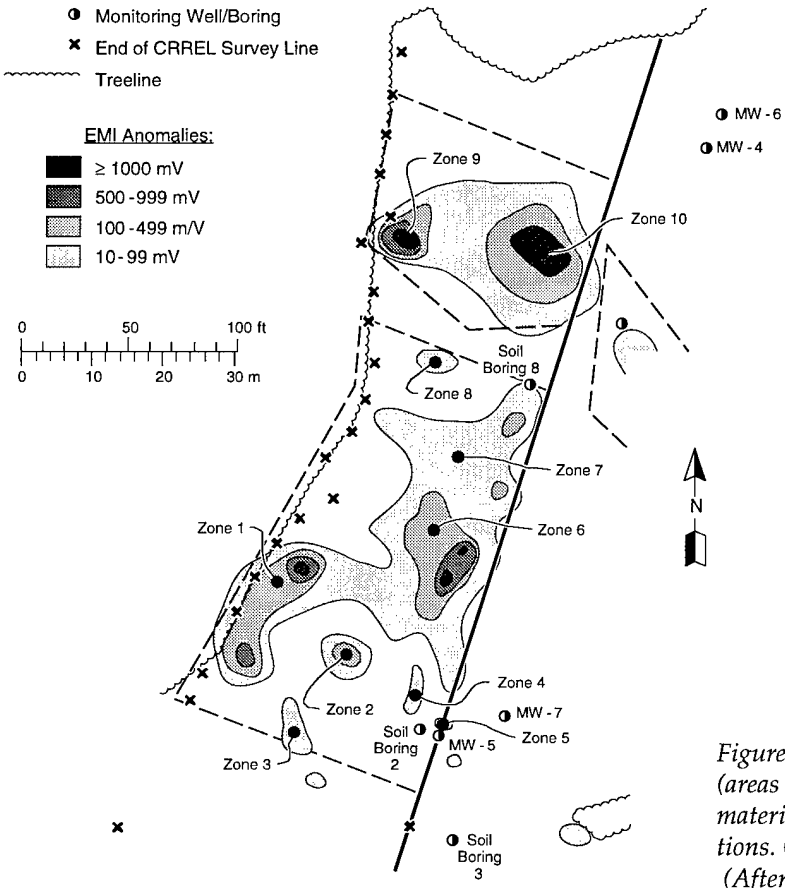 Monitoring Well/Boring
End of CRREL Survey Line
Treeline
EMI Anomalies:
≥ 1000 mV
500-999 mV
100-499 m/V
10-99 mV
0 50 100 ft
0 10 20 30 m
MW-6
MW-4
Zone 9
Zone 10
Soil
Boring 8
Zone 8
Zone 7
N
Zone 6
Zone 1
Zone 4
Zone 2
MW-7
Soil
Boring
2
Zone 5
MW-5
Zone 3
Soil
Boring
3
Figure
(areas
materi
tions. (
(After